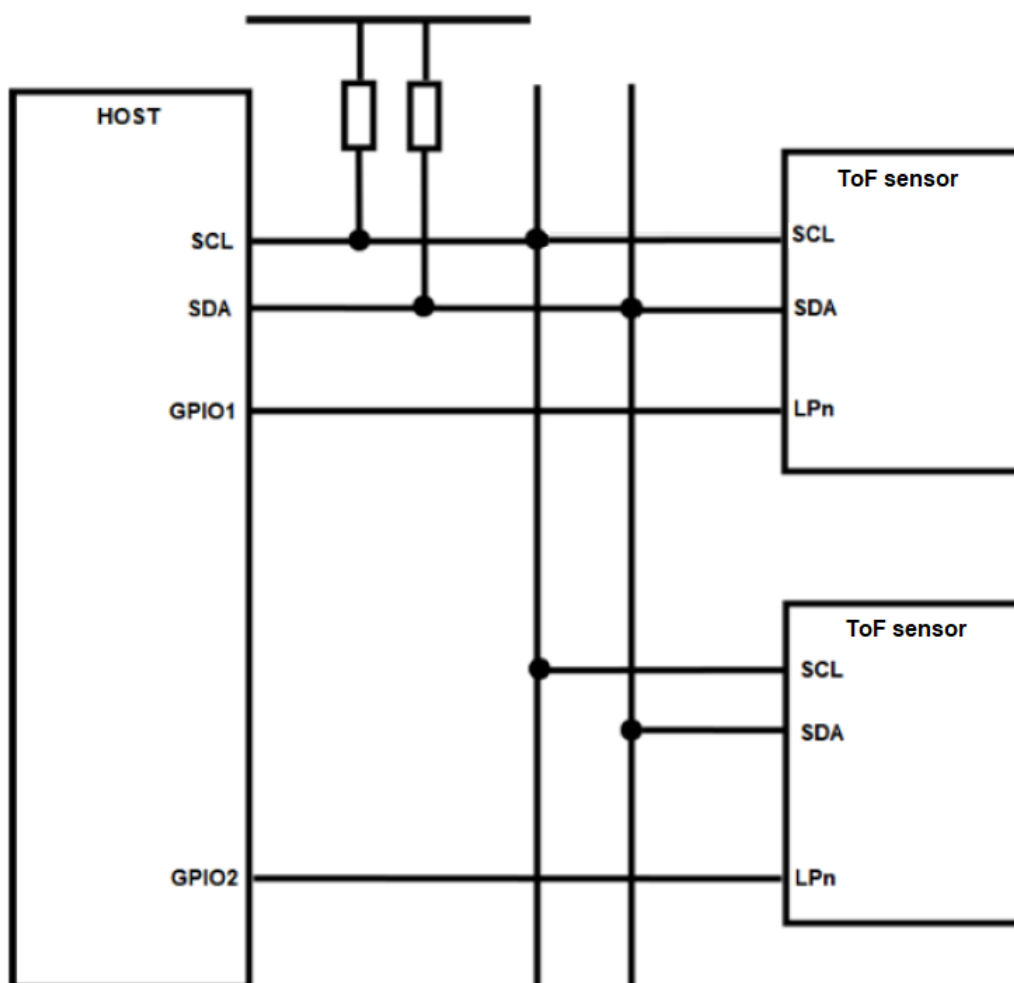 HOST
SCL
SDA
GPIO1
GPIO2
ToF sensor
SCL
SDA
LPn
ToF sensor
SCL
SDA
LPn